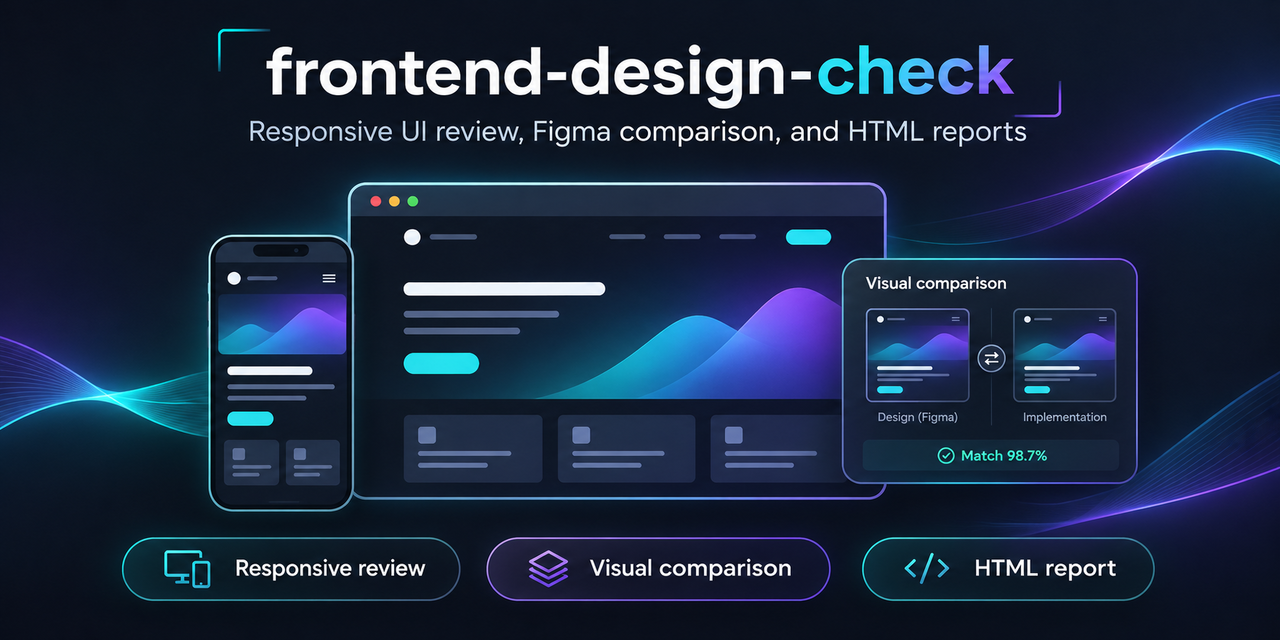 frontend-design-check
Responsive UI review, Figma comparison, and HTML reports
Visual comparison
Design (Figma)
Implementation
Match 98.7%
Responsive review
Visual comparison
HTML report